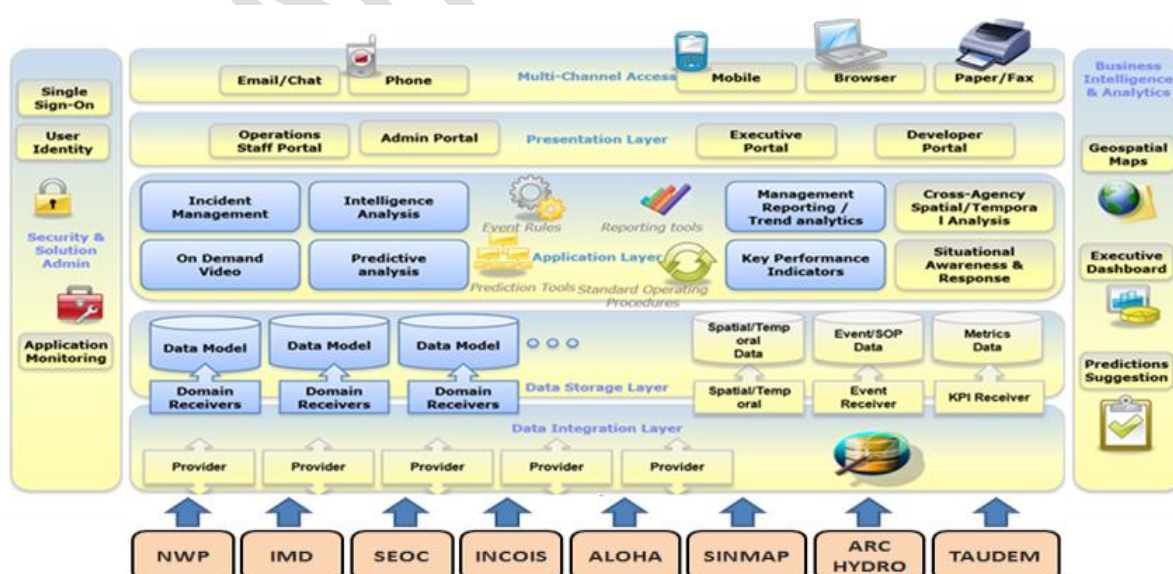 Single
Sign-On
User
Identity
Security &
Solution
Admin
Application
Monitoring
Email/Chat
Phone
Multi-Channel Access
Mobile
Browser
Paper/Fax
Operations
Staff Portal
Admin Portal
Presentation Layer
Executive
Portal
Developer
Portal
Incident
Management
Intelligence
Analysis
Event Rules
Reporting tools
Management
Reporting /
Trend analytics
Cross-Agency
Spatial/Tempora
l Analysis
On Demand
Video
Predictive
analysis
Application Layer
Prediction Tools
Standard Operating
Procedures
Key Performance
Indicators
Situational
Awareness &
Response
Data Model
Data Model
Data Model
Spatial/Temp
oral
Data
Event/SOP
Data
Metrics
Data
Domain
Receivers
Domain
Receivers
Domain
Receivers
Data Storage Layer
Spatial/Temp
oral
Event
Receiver
KPI Receiver
Data Integration Layer
Provider
Provider
Provider
Provider
Provider
Business
Intelligence
& Analytics
Geospatial
Maps
Executive
Dashboard
Predictions
Suggestion
NWP
IMD
SEOC
INCOIS
ALOHA
SINMAP
ARC
HYDRO
TAUDEM